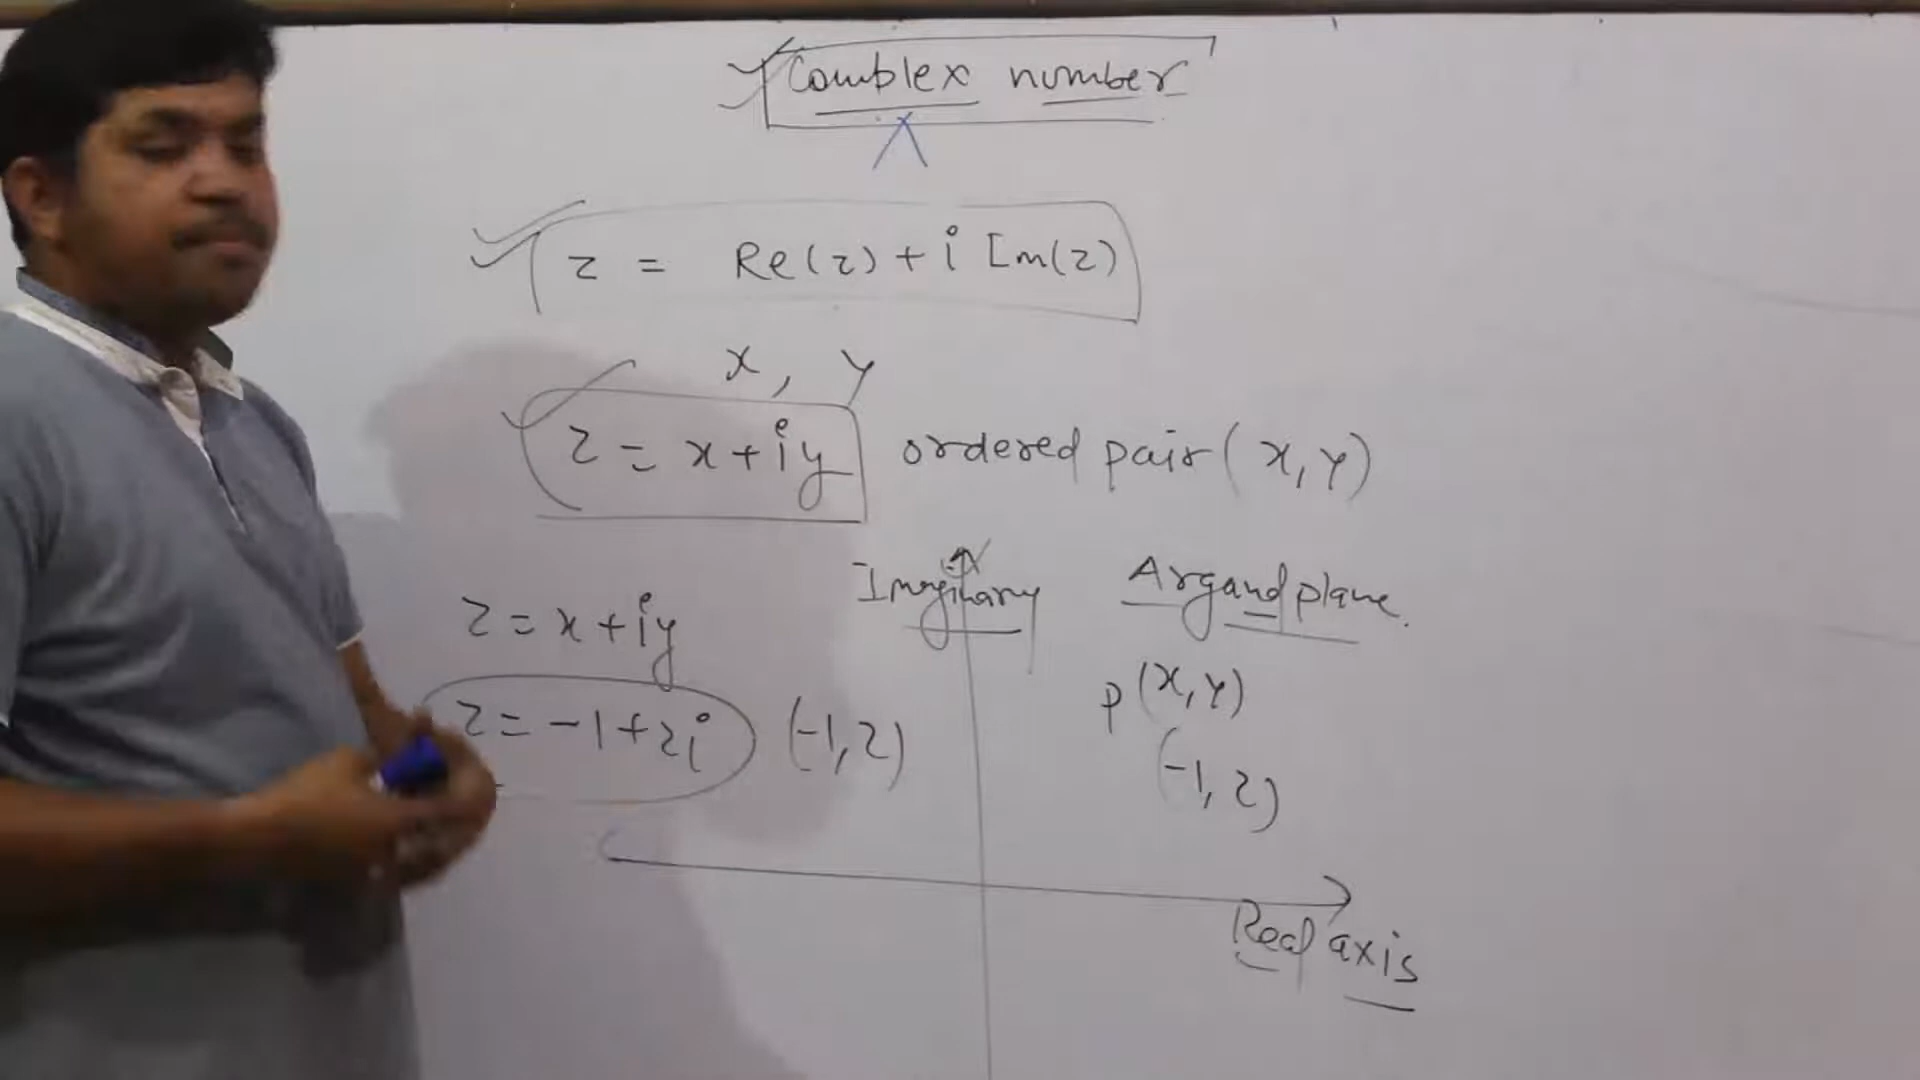 Complex number
z = Re(z) + i Im(z)
x, y
z = x + iy ordered pair (x, y)
Imaginary
Argand plane.
z = x + iy
p (x, y)
z = -1 + 2i (-1, 2)
(-1, 2)
Real axis